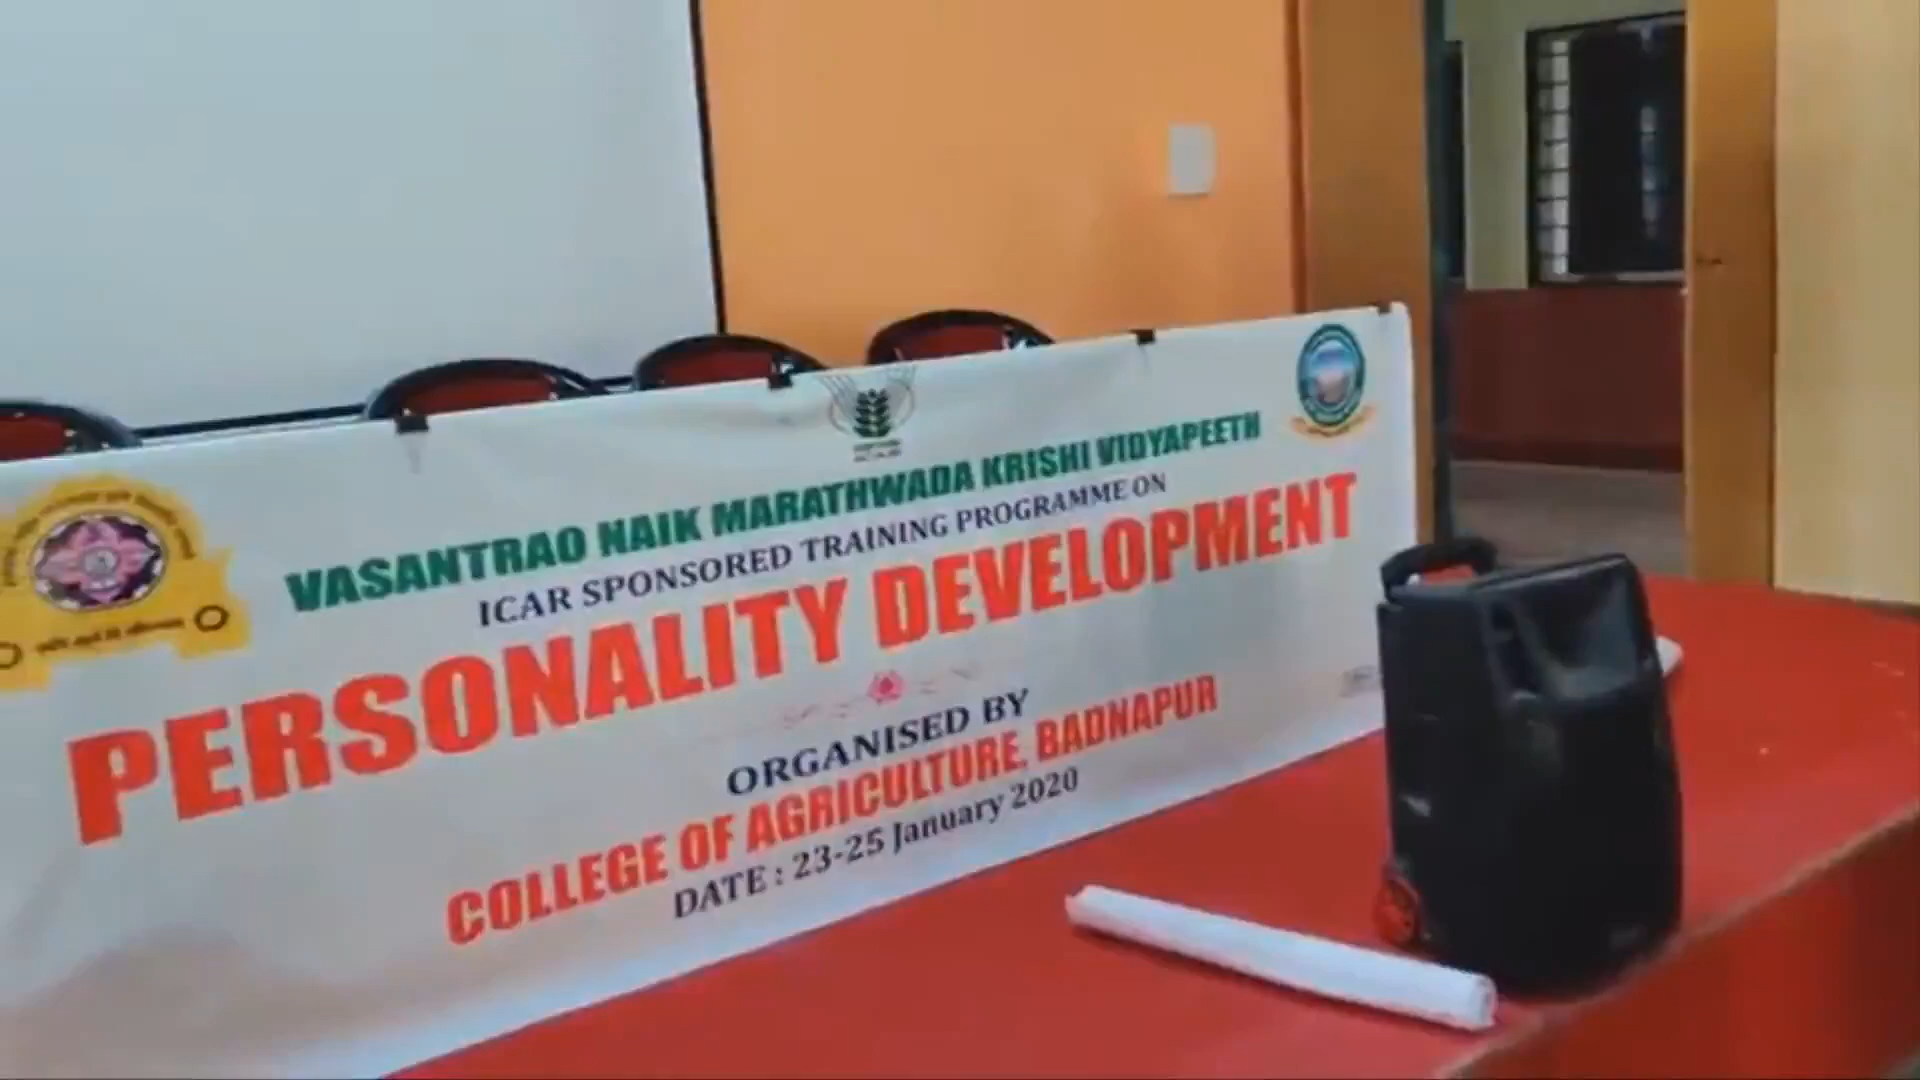 VASANTRAO NAIK MARATHWADA KRISHI VIDYAPEETH
ICAR SPONSORED TRAINING PROGRAMME ON
PERSONALITY DEVELOPMENT
ORGANISED BY
COLLEGE OF AGRICULTURE, BADNAPUR
DATE : 23-25 January 2020